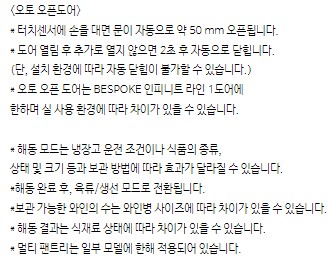 <오토 오픈도어>
* 터치센서에 손을 대면 문이 자동으로 약 50 mm 오픈됩니다.
* 도어 열림 후 추가로 열지 않으면 2초 후 자동으로 닫힙니다.
(단, 설치 환경에 따라 자동 닫힘이 불가할 수 있습니다.)
* 오토 오픈 도어는 BESPOKE 인피니트 라인 1도어에
한하며 실 사용 환경에 따라 차이가 있을 수 있습니다.
* 해동 모드는 냉장고 운전 조건이나 식품의 종류,
상태 및 크기 등과 보관 방법에 따라 효과가 달라질 수 있습니다.
*해동 완료 후, 육류/생선 모드로 전환됩니다.
*보관 가능한 와인의 수는 와인병 사이즈에 따라 차이가 있을 수 있습니다.
* 해동 결과는 식재료 상태에 따라 차이가 있을 수 있습니다.
* 멀티 팬트리는 일부 모델에 한해 적용되어 있습니다.